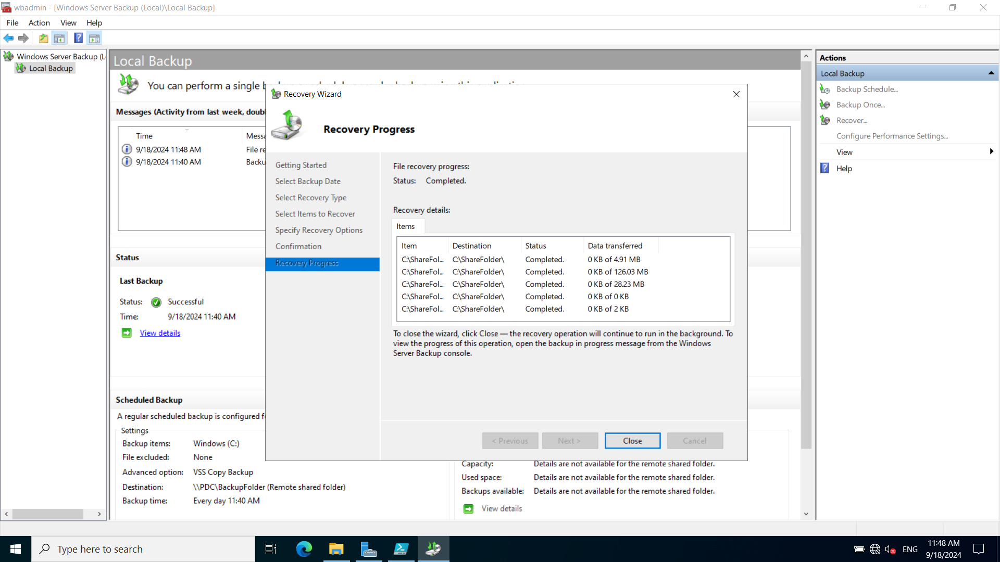 wbadmin - [Windows Server Backup (Local)\Local Backup]
File Action View Help
Windows Server Backup (L
Local Backup
Local Backup
You can perform a single
Messages (Activity from last week, doubl
Time Messa
9/18/2024 11:48 AM File re
9/18/2024 11:40 AM Backu
Status
Last Backup
Status: Successful
Time: 9/18/2024 11:40 AM
View details
Scheduled Backup
A regular scheduled backup is configured f
Settings
Backup items: Windows (C:)
File excluded: None
Advanced option: VSS Copy Backup
Destination: \\PDC\BackupFolder (Remote shared folder)
Backup time: Every day 11:40 AM
Capacity: Details are not available for the remote shared folder.
Used space: Details are not available for the remote shared folder.
Backups available: Details are not available for the remote shared folder.
View details
Recovery Wizard
Recovery Progress
Getting Started
Select Backup Date
Select Recovery Type
Select Items to Recover
Specify Recovery Options
Confirmation
Recovery Progress
File recovery progress:
Status: Completed.
Recovery details:
Items
Item Destination Status Data transferred
C:\ShareFol... C:\ShareFolder\ Completed. 0 KB of 4.91 MB
C:\ShareFol... C:\ShareFolder\ Completed. 0 KB of 126.03 MB
C:\ShareFol... C:\ShareFolder\ Completed. 0 KB of 28.23 MB
C:\ShareFol... C:\ShareFolder\ Completed. 0 KB of 0 KB
C:\ShareFol... C:\ShareFolder\ Completed. 0 KB of 2 KB
To close the wizard, click Close — the recovery operation will continue to run in the background. To
view the progress of this operation, open the backup in progress message from the Windows
Server Backup console.
< Previous Next > Close Cancel
Actions
Local Backup
Backup Schedule...
Backup Once...
Recover...
Configure Performance Settings...
View
Help
Type here to search
ENG
11:48 AM
9/18/2024